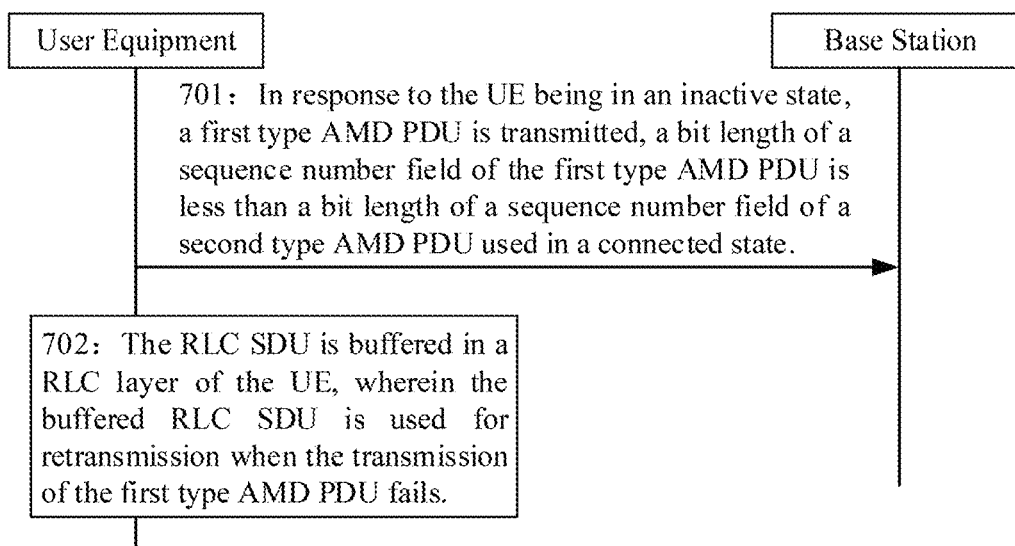 User Equipment
Base Station
701： In response to the UE being in an inactive state,
a first type AMD PDU is transmitted, a bit length of a
sequence number field of the first type AMD PDU is
less than a bit length of a sequence number field of a
second type AMD PDU used in a connected state.
702： The RLC SDU is buffered in a
RLC layer of the UE, wherein the
buffered RLC SDU is used for
retransmission when the transmission
of the first type AMD PDU fails.